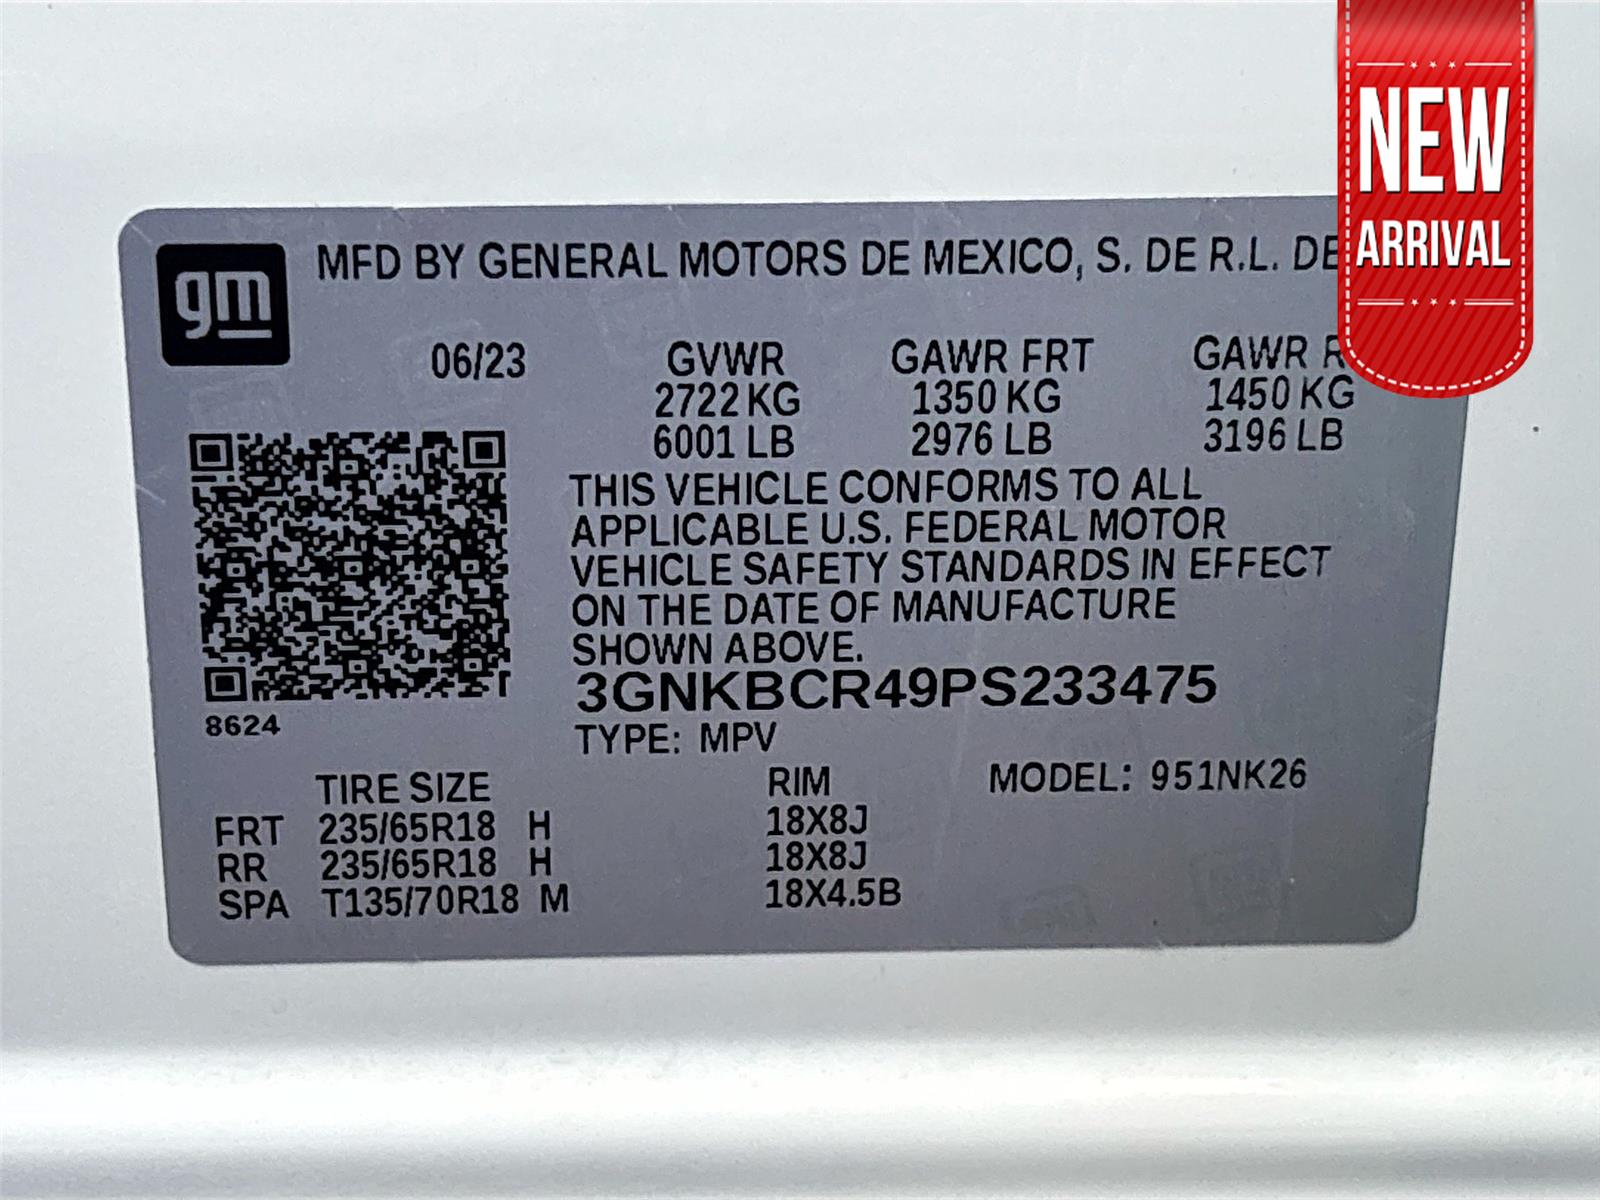 NEW
ARRIVAL
gm
MFD BY GENERAL MOTORS DE MEXICO, S. DE R.L. DE
06/23 GVWR GAWR FRT GAWR
2722 KG 1350 KG 1450 KG
6001 LB 2976 LB 3196 LB
THIS VEHICLE CONFORMS TO ALL
APPLICABLE U.S. FEDERAL MOTOR
VEHICLE SAFETY STANDARDS IN EFFECT
ON THE DATE OF MANUFACTURE
SHOWN ABOVE.
3GNKBCR49PS233475
8624
TYPE: MPV
TIRE SIZE RIM MODEL: 951NK26
FRT 235/65R18 H 18X8J
RR 235/65R18 H 18X8J
SPA T135/70R18 M 18X4.5B